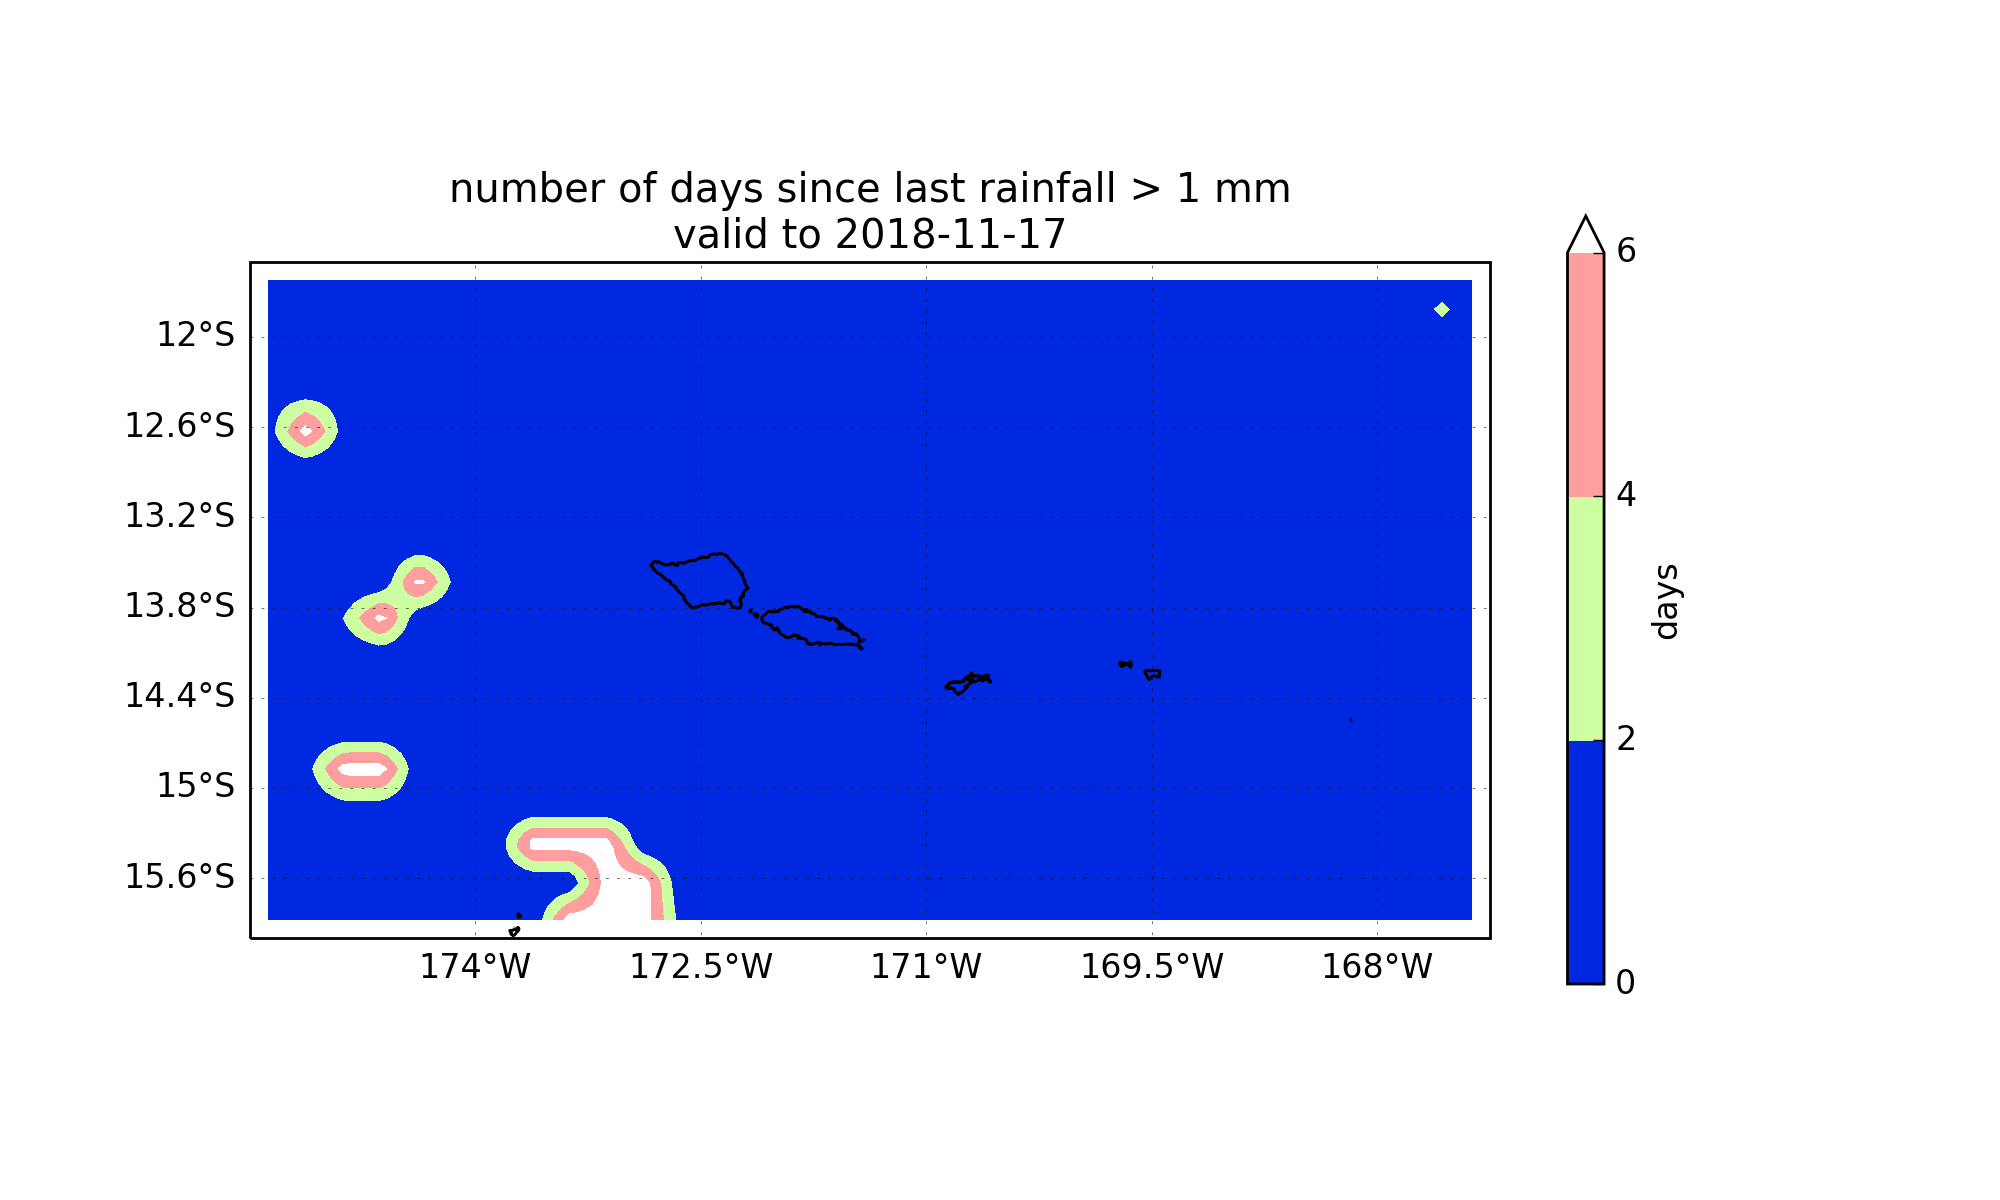 number of days since last rainfall > 1 mm
valid to 2018-11-17
12°S
12.6°S
13.2°S
13.8°S
14.4°S
15°S
15.6°S
174°W
172.5°W
171°W
169.5°W
168°W
6
4
2
0
days